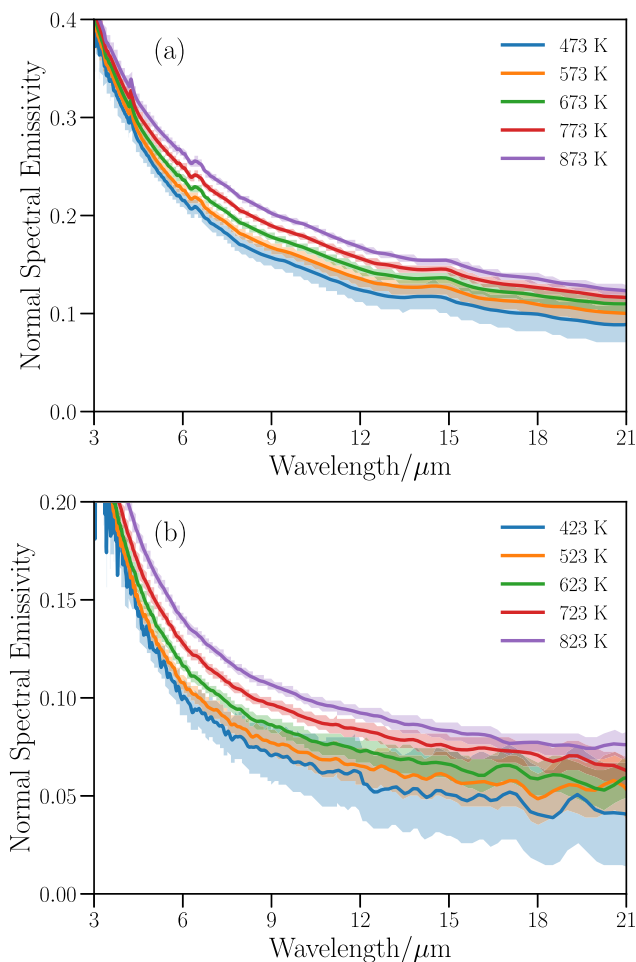 0.4
(a)
473 K
573 K
673 K
773 K
873 K
0.3
0.2
0.1
0.0
Normal Spectral Emissivity
3 6 9 12 15 18 21
Wavelength/μm
0.20
(b)
423 K
523 K
623 K
723 K
823 K
0.15
0.10
0.05
0.00
Normal Spectral Emissivity
3 6 9 12 15 18 21
Wavelength/μm